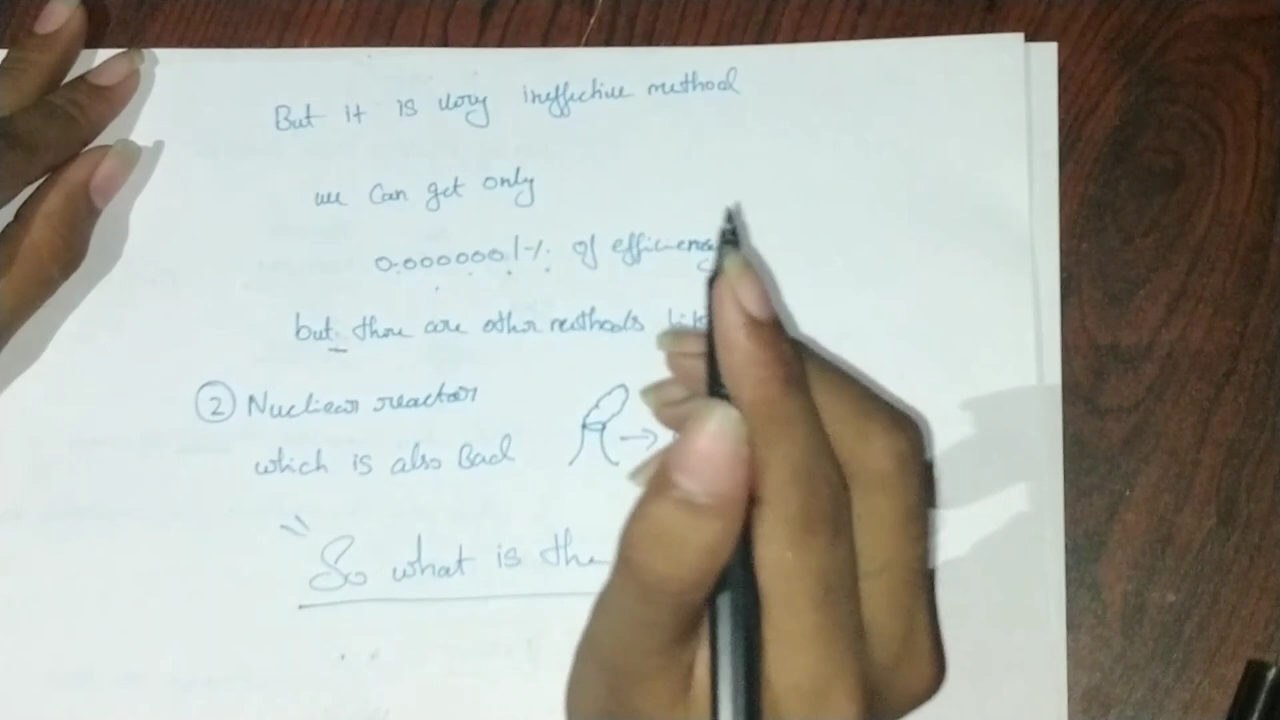 But it is very ineffective method
we can get only
0.0000001% of efficiency
but there are other methods
② Nuclear reactor
which is also Bad
"So what is the